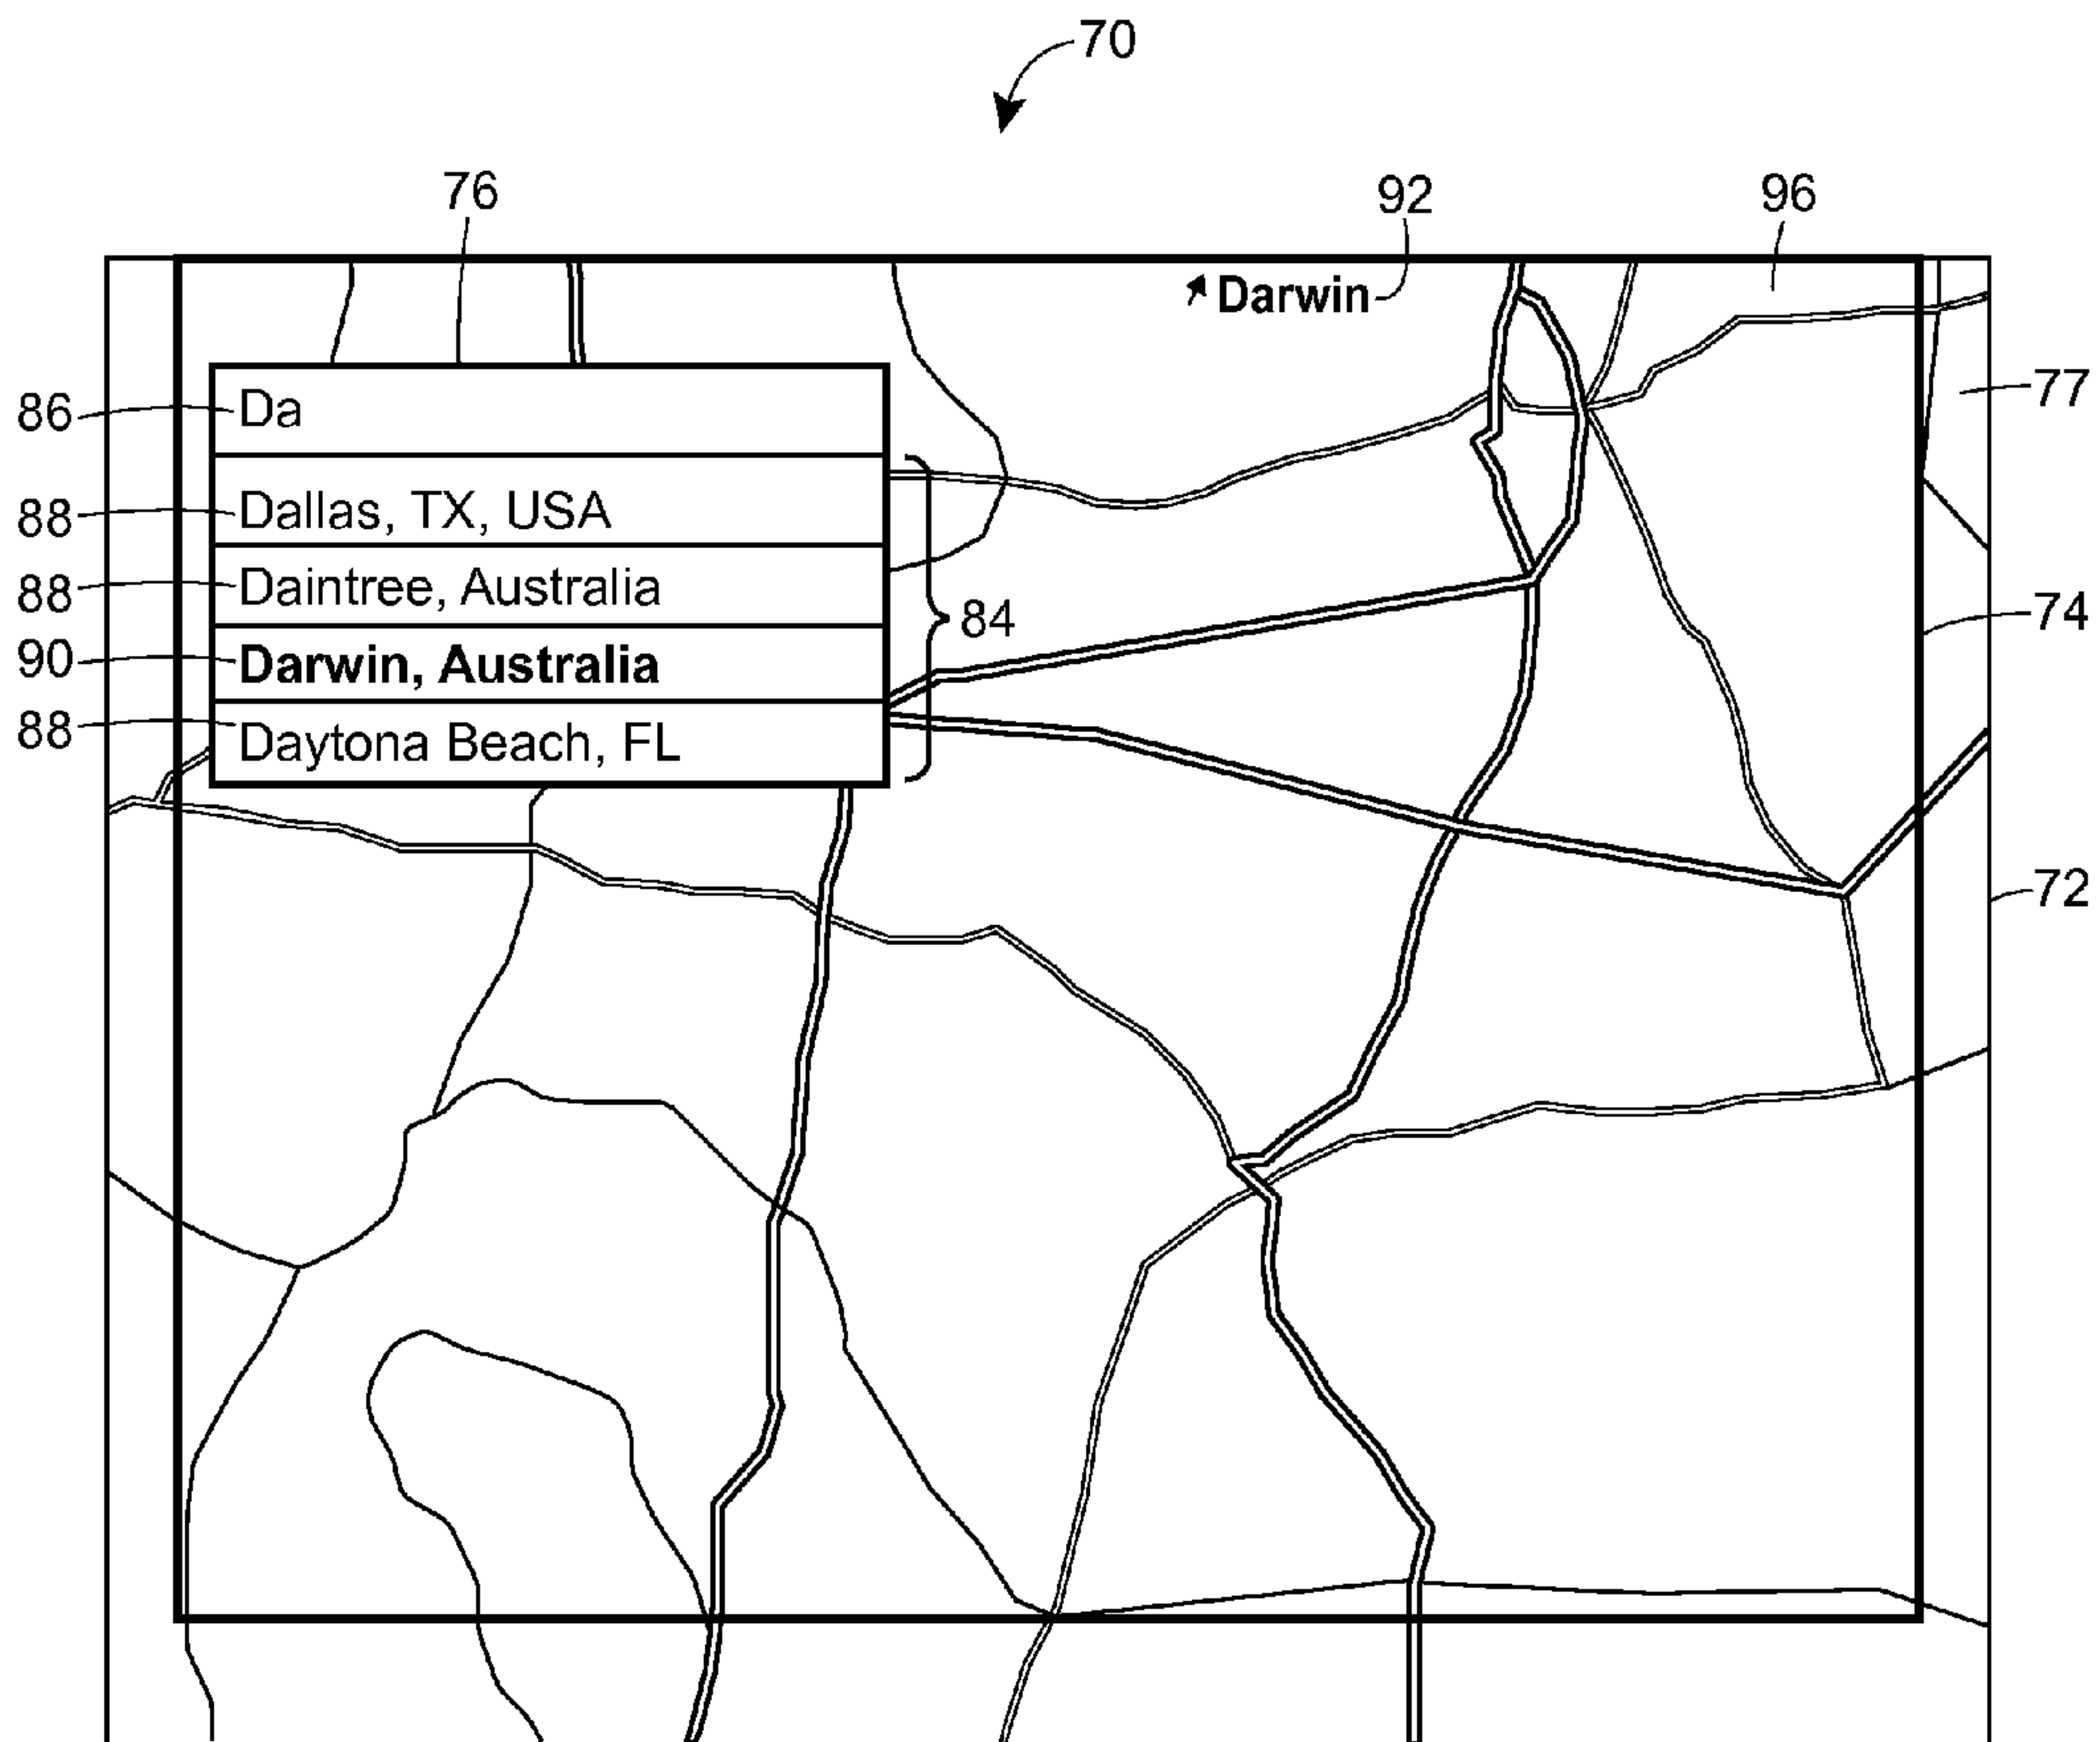 70
76
92
96
Darwin
77
86
Da
88
Dallas, TX, USA
88
Daintree, Australia
84
74
90
Darwin, Australia
88
Daytona Beach, FL
72